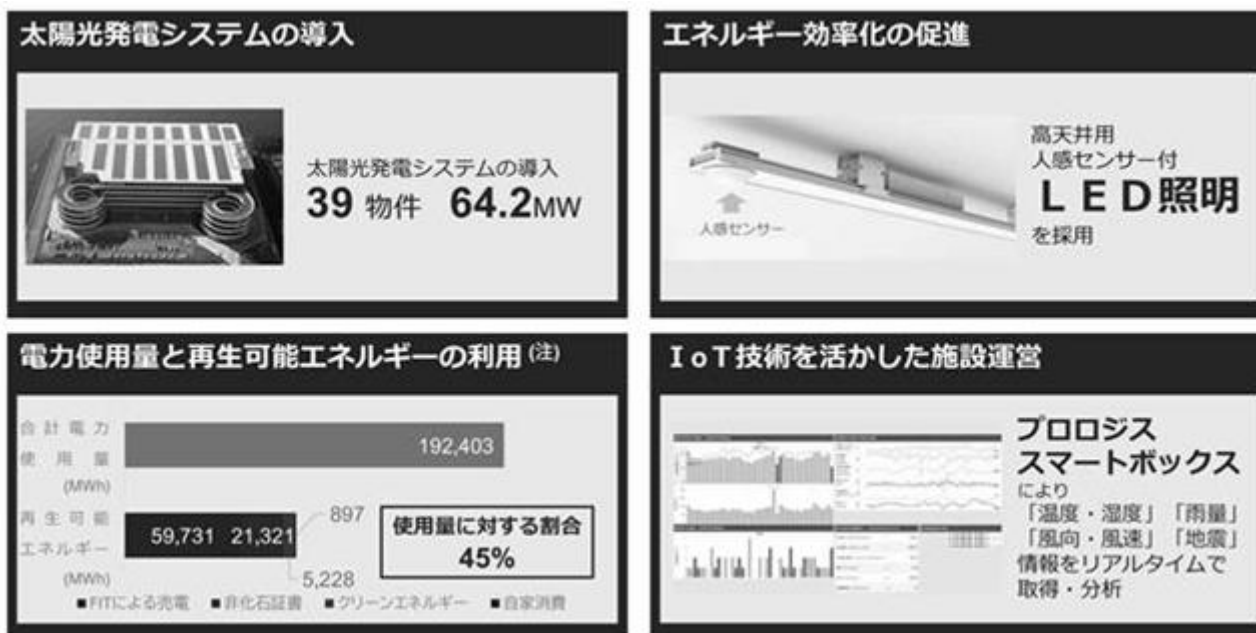 太陽光発電システムの導入
太陽光発電システムの導入
39 物件 64.2MW
エネルギー効率化の促進
高天井用
人感センサー付
LED照明
を採用
人感センサー
電力使用量と再生可能エネルギーの利用(注)
合計電力
使用量
(MWh)
192,403
再生可能
エネルギー
(MWh)
59,731 21,321
897
5,228
使用量に対する割合
45%
■FITによる売電 ■非化石証書 ■クリーンエネルギー ■自家消費
IoT技術を活かした施設運営
プロロジス
スマートボックス
により
「温度・湿度」「雨量」
「風向・風速」「地震」
情報をリアルタイムで
取得・分析